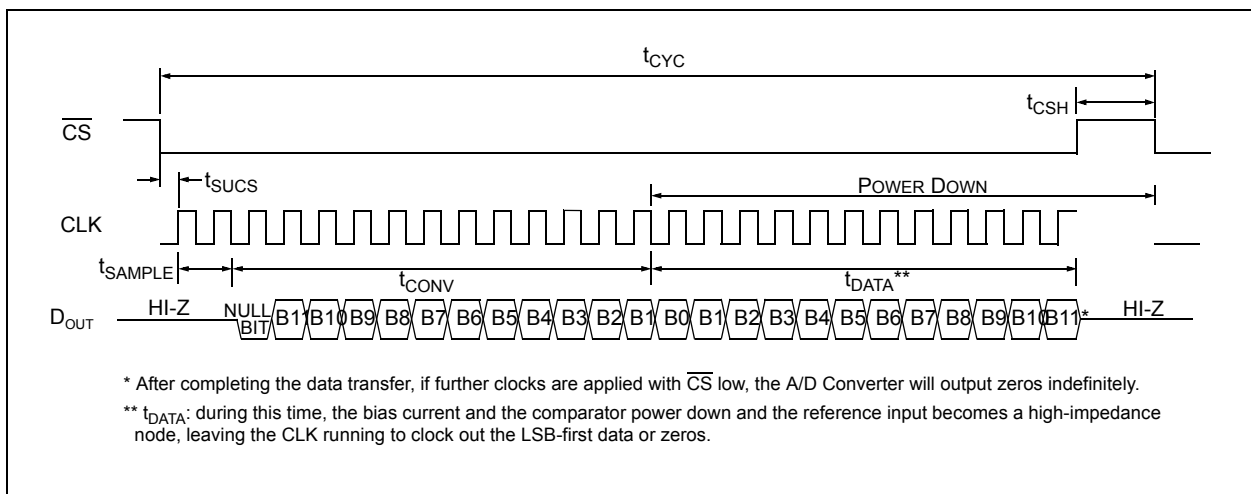 tCYC
tCSH
CS
tSUCS
POWER DOWN
CLK
tSAMPLE
tCONV
tDATA**
DOUT
HI-Z
NULL
BIT
B11 B10 B9 B8 B7 B6 B5 B4 B3 B2 B1 B0 B1 B2 B3 B4 B5 B6 B7 B8 B9 B10 B11 *
HI-Z
* After completing the data transfer, if further clocks are applied with CS low, the A/D Converter will output zeros indefinitely.
** tDATA: during this time, the bias current and the comparator power down and the reference input becomes a high-impedance
node, leaving the CLK running to clock out the LSB-first data or zeros.